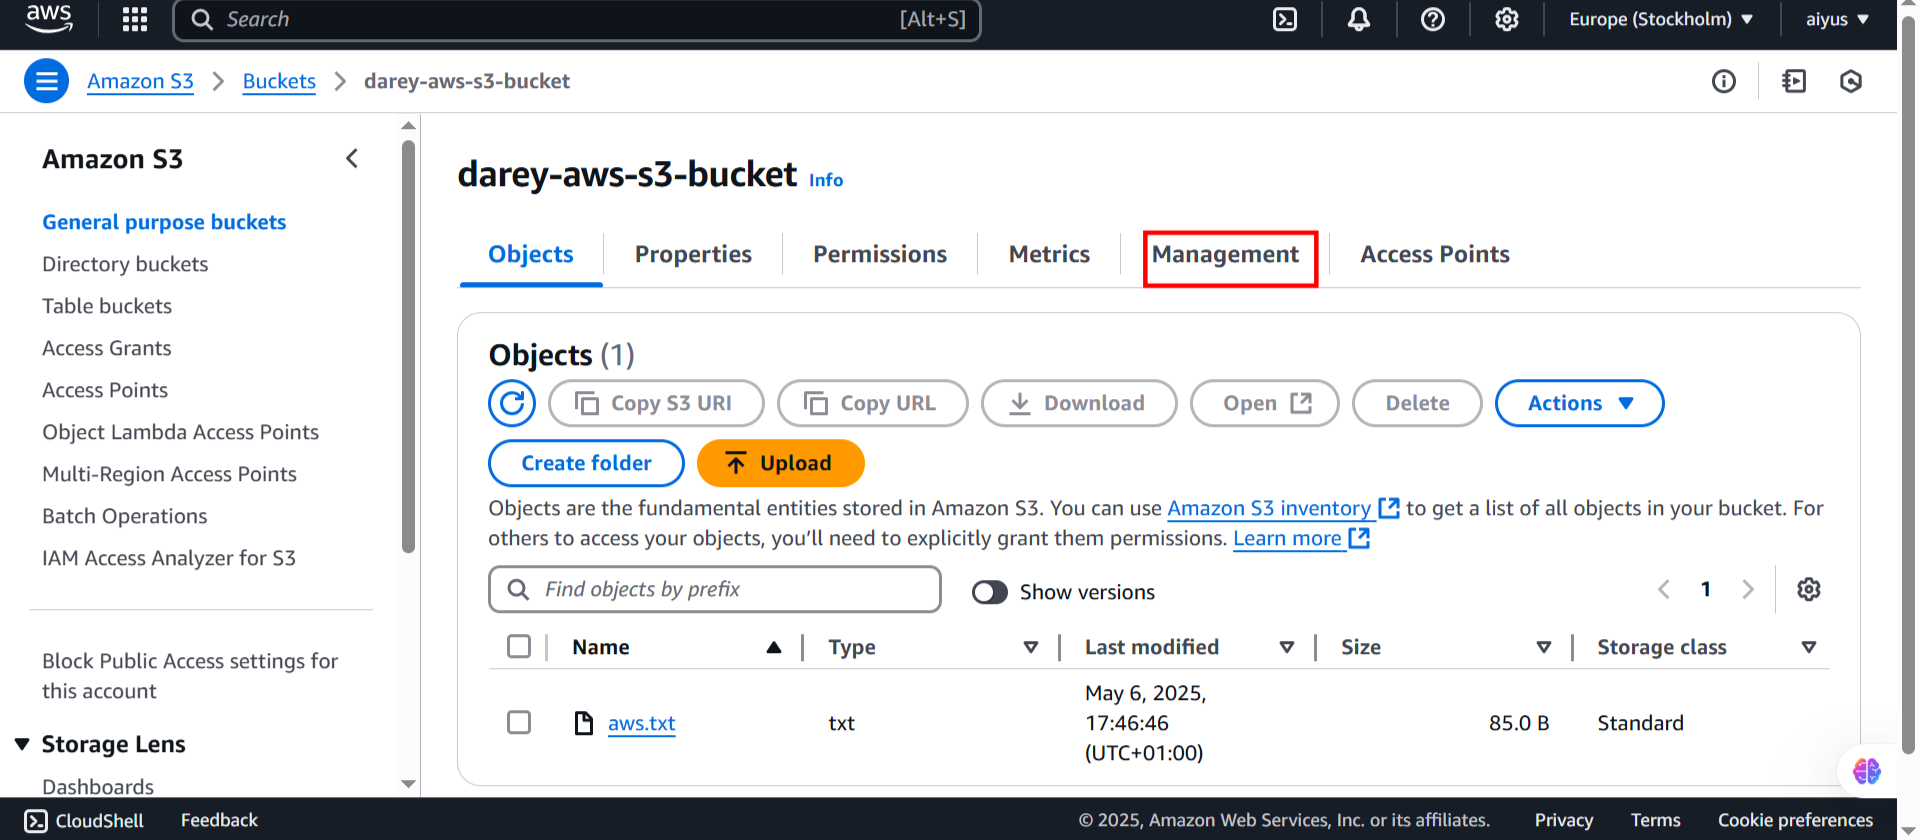 aws
Search [Alt+S]
Europe (Stockholm)
aiyus
Amazon S3
Buckets
darey-aws-s3-bucket
Amazon S3
General purpose buckets
Directory buckets
Table buckets
Access Grants
Access Points
Object Lambda Access Points
Multi-Region Access Points
Batch Operations
IAM Access Analyzer for S3
Block Public Access settings for
this account
Storage Lens
Dashboards
darey-aws-s3-bucket Info
Objects
Properties
Permissions
Metrics
Management
Access Points
Objects (1)
Copy S3 URI
Copy URL
Download
Open
Delete
Actions
Create folder
Upload
Objects are the fundamental entities stored in Amazon S3. You can use Amazon S3 inventory to get a list of all objects in your bucket. For
others to access your objects, you’ll need to explicitly grant them permissions. Learn more
Find objects by prefix
Show versions
1
Name
Type
Last modified
Size
Storage class
aws.txt
txt
May 6, 2025,
17:46:46
(UTC+01:00)
85.0 B
Standard
CloudShell
Feedback
© 2025, Amazon Web Services, Inc. or its affiliates.
Privacy
Terms
Cookie preferences